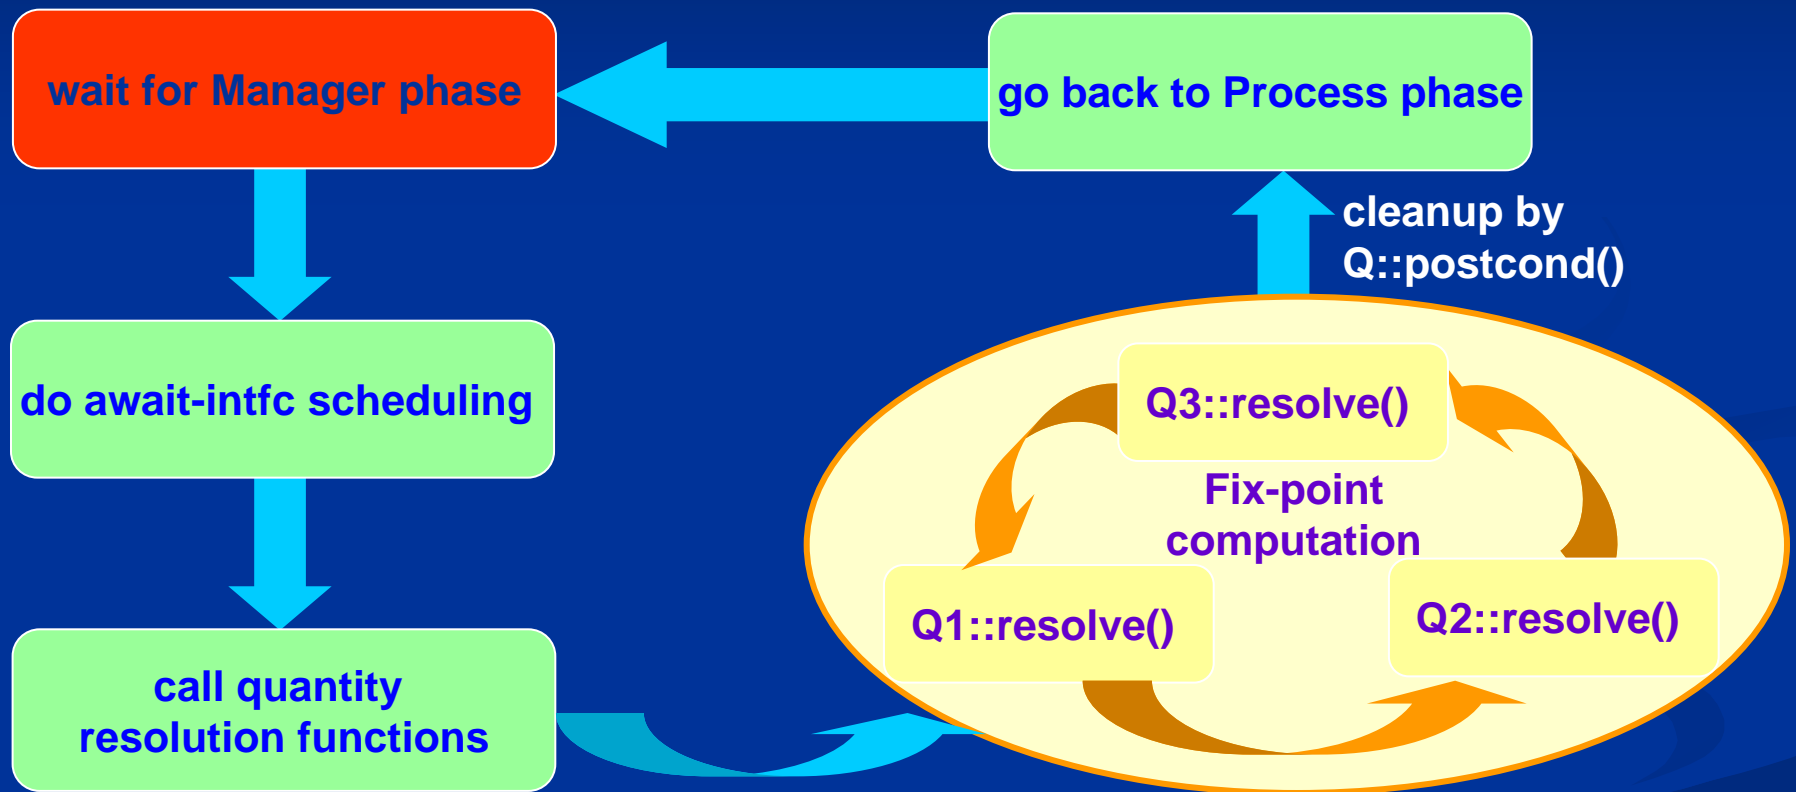 wait for Manager phase
go back to Process phase
cleanup by
Q::postcond()
do await-intfc scheduling
Q3::resolve()
Fix-point
computation
Q1::resolve()
Q2::resolve()
call quantity
resolution functions